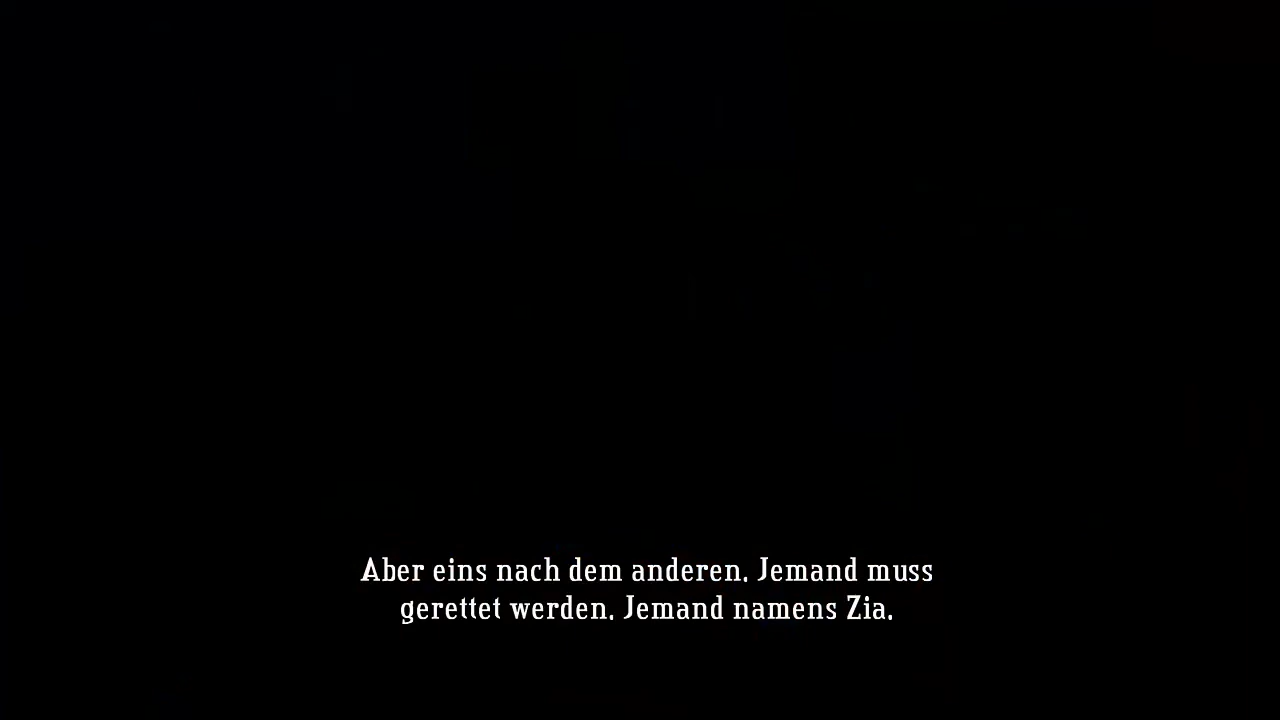 Aber eins nach dem anderen. Jemand muss
gerettet werden. Jemand namens Zia.